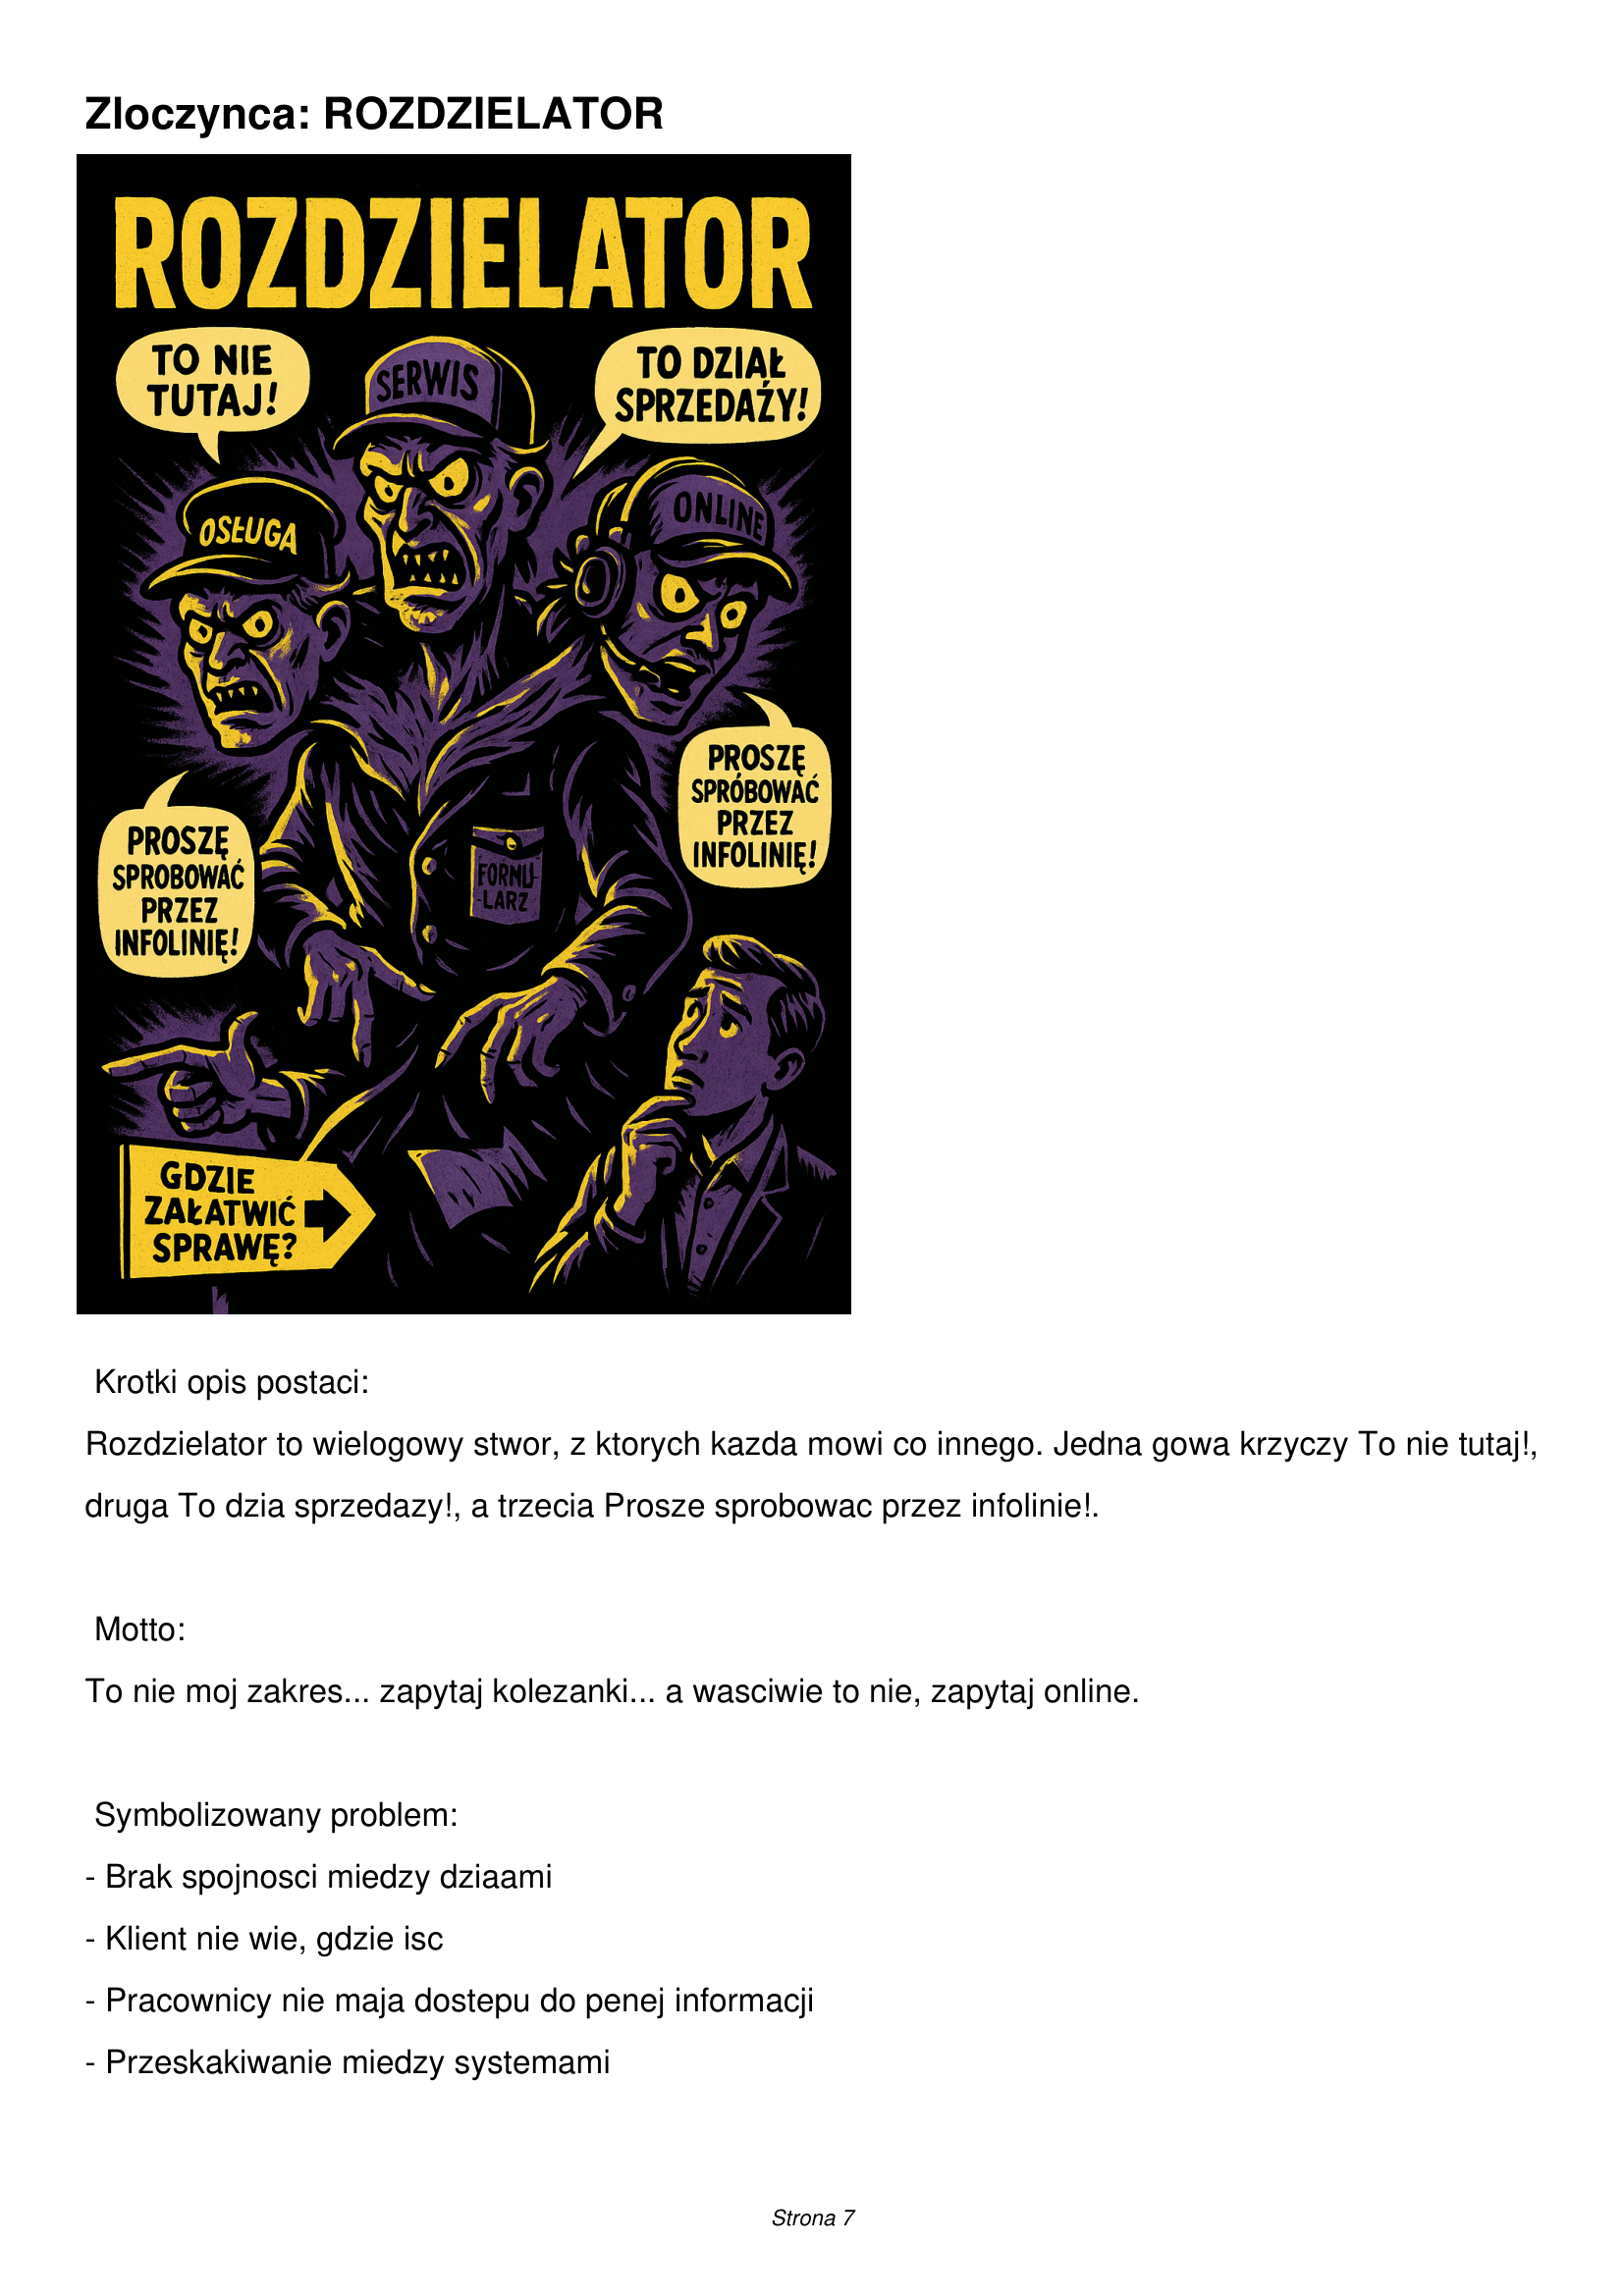 Zloczynca: ROZDZIELATOR
ROZDZIELATOR
TO NIE
TUTAJ!
SERWIS
TO DZIAŁ
SPRZEDAŻY!
OSŁUGA
ONLINE
PROSZĘ
SPRÓBOWAĆ
PRZEZ
INFOLINIĘ!
PROSZĘ
SPROBOWAĆ
PRZEZ
INFOLINIĘ!
FORMU-
-LARZ
GDZIE
ZAŁATWIĆ
SPRAWĘ?
Krotki opis postaci:
Rozdzielator to wielogowy stwor, z ktorych kazda mowi co innego. Jedna gowa krzyczy To nie tutaj!,
druga To dzia sprzedazy!, a trzecia Prosze sprobowac przez infolinie!.
Motto:
To nie moj zakres... zapytaj kolezanki... a wasciwie to nie, zapytaj online.
Symbolizowany problem:
- Brak spojnosci miedzy dziaami
- Klient nie wie, gdzie isc
- Pracownicy nie maja dostepu do penej informacji
- Przeskakiwanie miedzy systemami
Strona 7